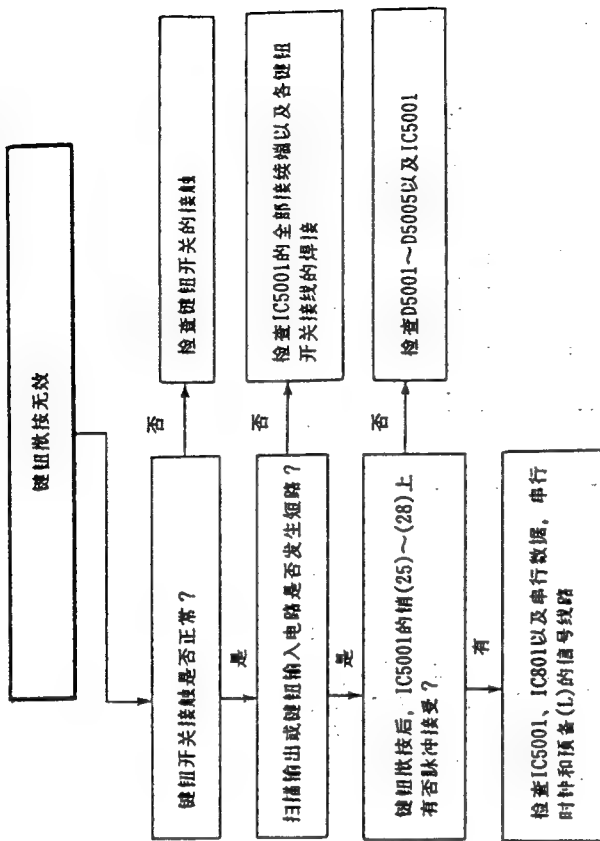 键钮揿按无效
键钮开关接触是否正常？
否
检查键钮开关的接触
是
扫描输出或键钮输入电路是否发生短路？
否
检查IC5001的全部接续端以及各键钮
开关接线的焊接
是
键钮揿按后，IC5001的销(25)～(28)上
有否脉冲接受？
否
检查D5001～D5005以及IC5001
有
检查IC5001、IC801以及串行数据，串行
时钟和预备(L)的信号线路